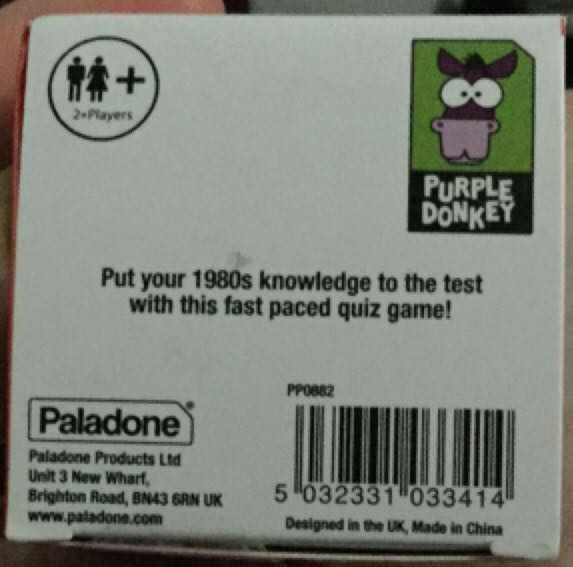 2+Players
PURPLE
DONKEY
Put your 1980s knowledge to the test
with this fast paced quiz game!
PP0882
Paladone®
Paladone Products Ltd
Unit 3 New Wharf,
Brighton Road, BN43 6RN UK
www.paladone.com
5 032331 033414
Designed in the UK, Made in China